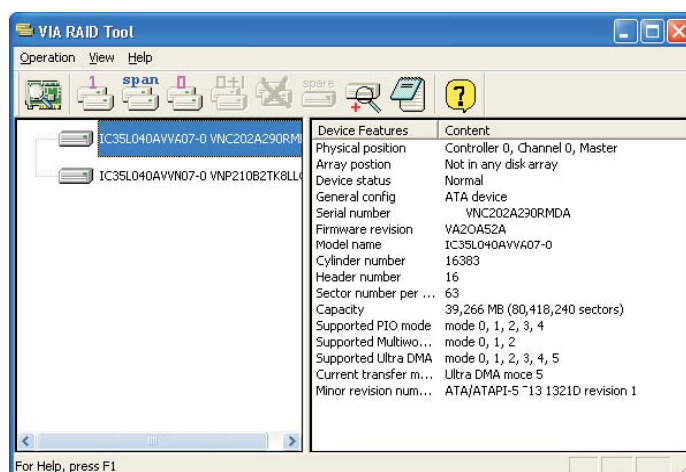 VIA RAID Tool
Operation View Help
1 span 0 0+1 spare ?
IC35L040AVVA07-0 VNC202A290RM
IC35L040AVVN07-0 VNP210B2TK8LL
Device Features Content
Physical position Controller 0, Channel 0, Master
Array postion Not in any disk array
Device status Normal
General config ATA device
Serial number VNC202A290RMDA
Firmware revision VA2OA52A
Model name IC35L040AVVA07-0
Cylinder number 16383
Header number 16
Sector number per ... 63
Capacity 39,266 MB (80,418,240 sectors)
Supported PIO mode mode 0, 1, 2, 3, 4
Supported Multiwo... mode 0, 1, 2
Supported Ultra DMA mode 0, 1, 2, 3, 4, 5
Current transfer m... Ultra DMA moce 5
Minor revision num... ATA/ATAPI-5 T13 1321D revision 1
For Help, press F1